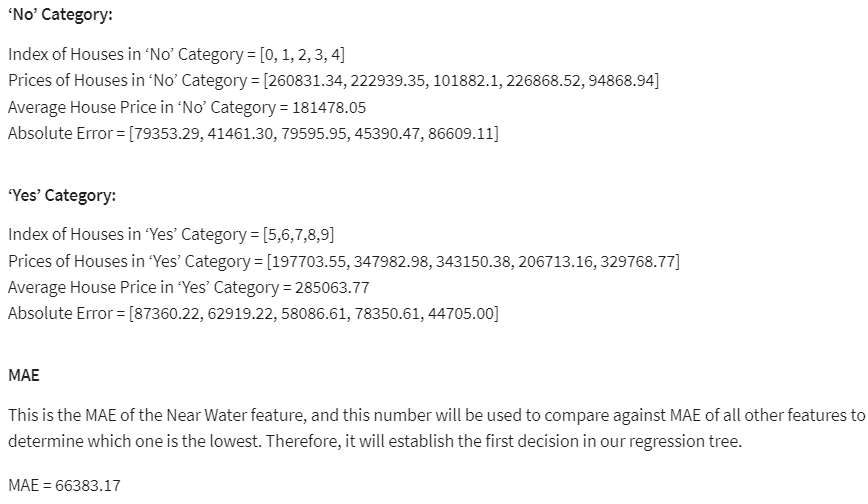 ‘No’ Category:
Index of Houses in ‘No’ Category = [0, 1, 2, 3, 4]
Prices of Houses in ‘No’ Category = [260831.34, 222939.35, 101882.1, 226868.52, 94868.94]
Average House Price in ‘No’ Category = 181478.05
Absolute Error = [79353.29, 41461.30, 79595.95, 45390.47, 86609.11]
‘Yes’ Category:
Index of Houses in ‘Yes’ Category = [5,6,7,8,9]
Prices of Houses in ‘Yes’ Category = [197703.55, 347982.98, 343150.38, 206713.16, 329768.77]
Average House Price in ‘Yes’ Category = 285063.77
Absolute Error = [87360.22, 62919.22, 58086.61, 78350.61, 44705.00]
MAE
This is the MAE of the Near Water feature, and this number will be used to compare against MAE of all other features to
determine which one is the lowest. Therefore, it will establish the first decision in our regression tree.
MAE = 66383.17